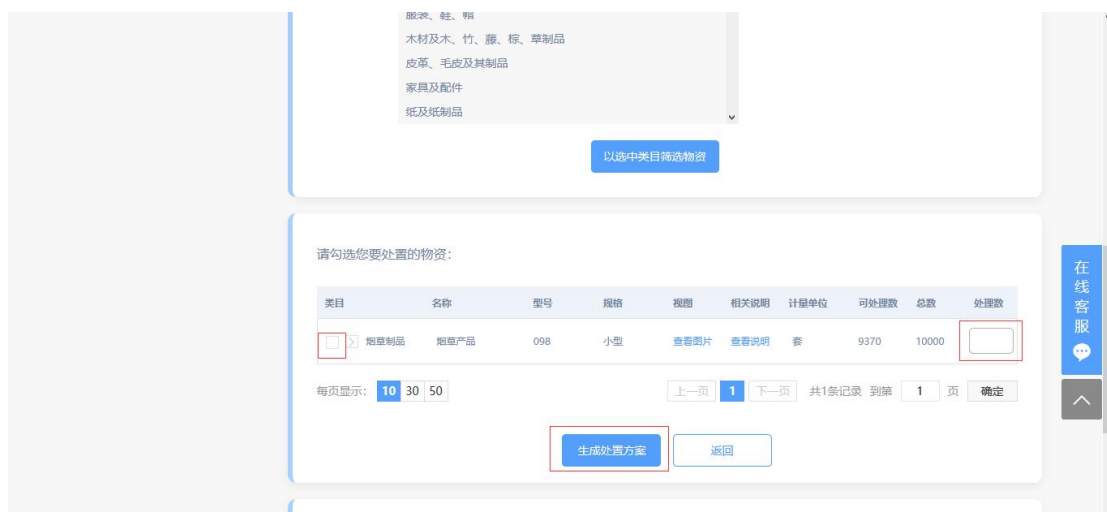 服装、鞋、帽
木材及木、竹、藤、棕、草制品
皮革、毛皮及其制品
家具及配件
纸及纸制品
以选中类目筛选物资
请勾选您要处置的物资：
类目 名称 型号 规格 视图 相关说明 计量单位 可处理数 总数 处理数
烟草制品 烟草产品 098 小型 查看图片 查看说明 套 9370 10000
每页显示： 10 30 50 上一页 1 下一页 共1条记录 到第 1 页 确定
生成处置方案 返回
在线客服